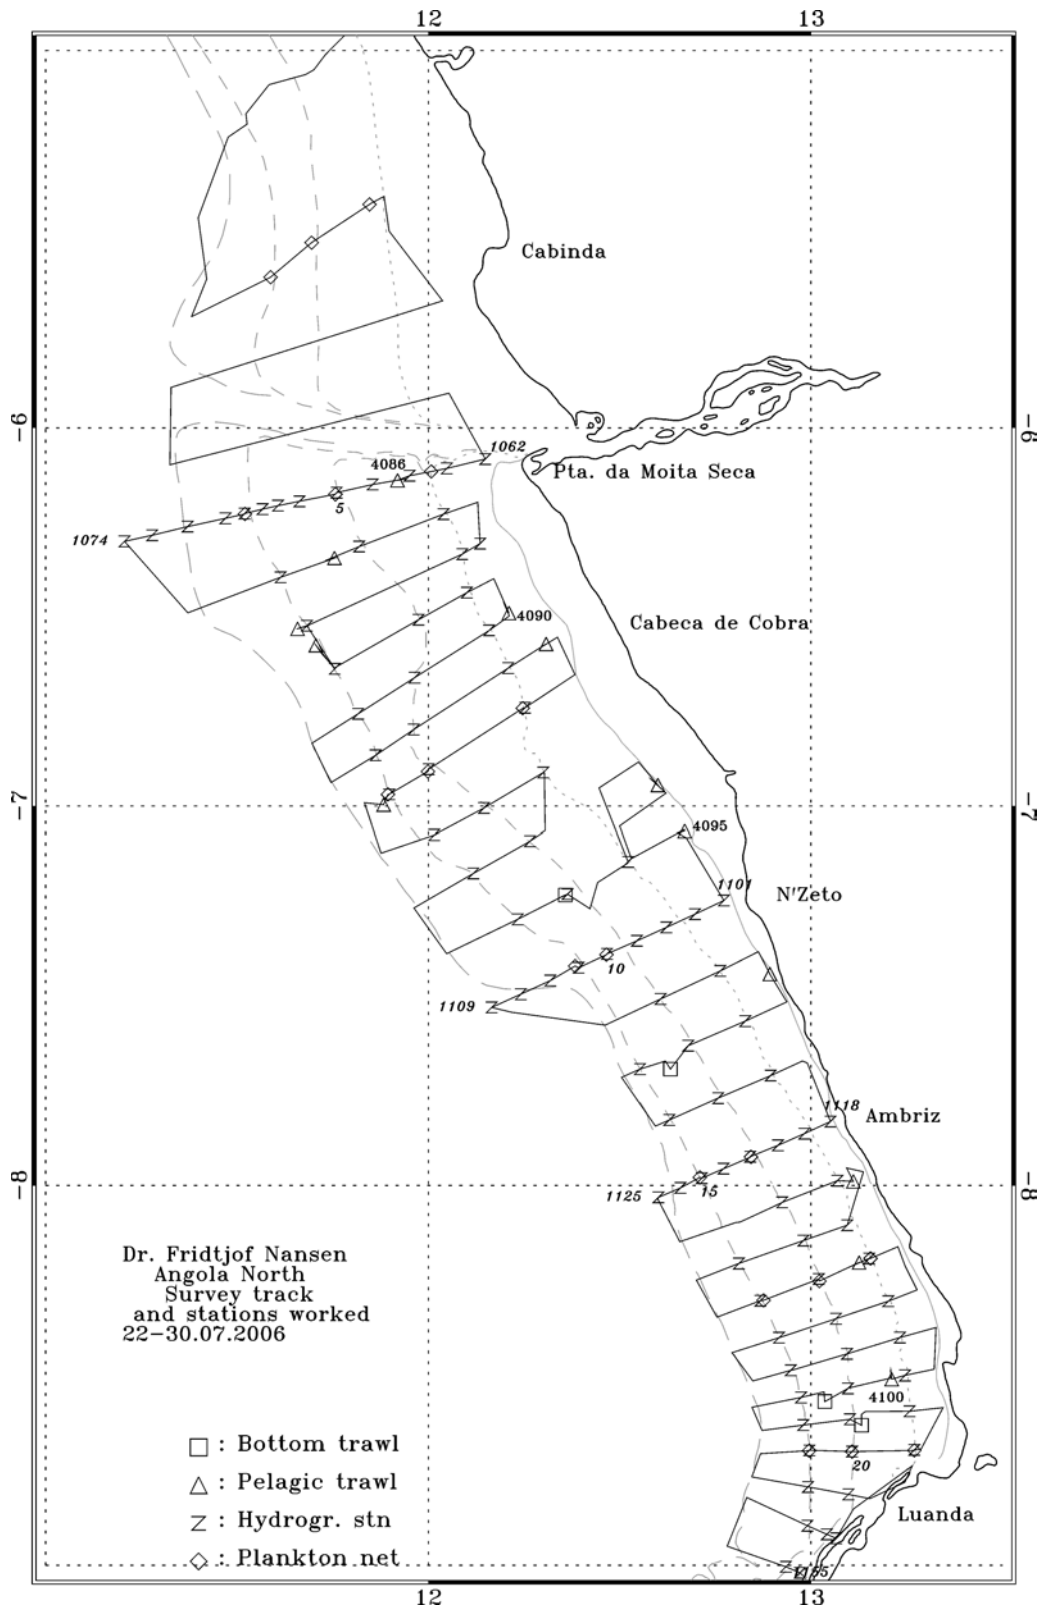 12 13
Cabinda
-6 -6
1062
4086
Pta. da Moita Seca
5
1074
4090
Cabeca de Cobra
-7 -7
4095
1101
N'Zeto
10
1109
1118
Ambriz
-8 -8
15
1125
Dr. Fridtjof Nansen
Angola North
Survey track
and stations worked
22-30.07.2006
4100
□ : Bottom trawl
20
△ : Pelagic trawl
Luanda
Z : Hydrogr. stn
◇ : Plankton net
12 13